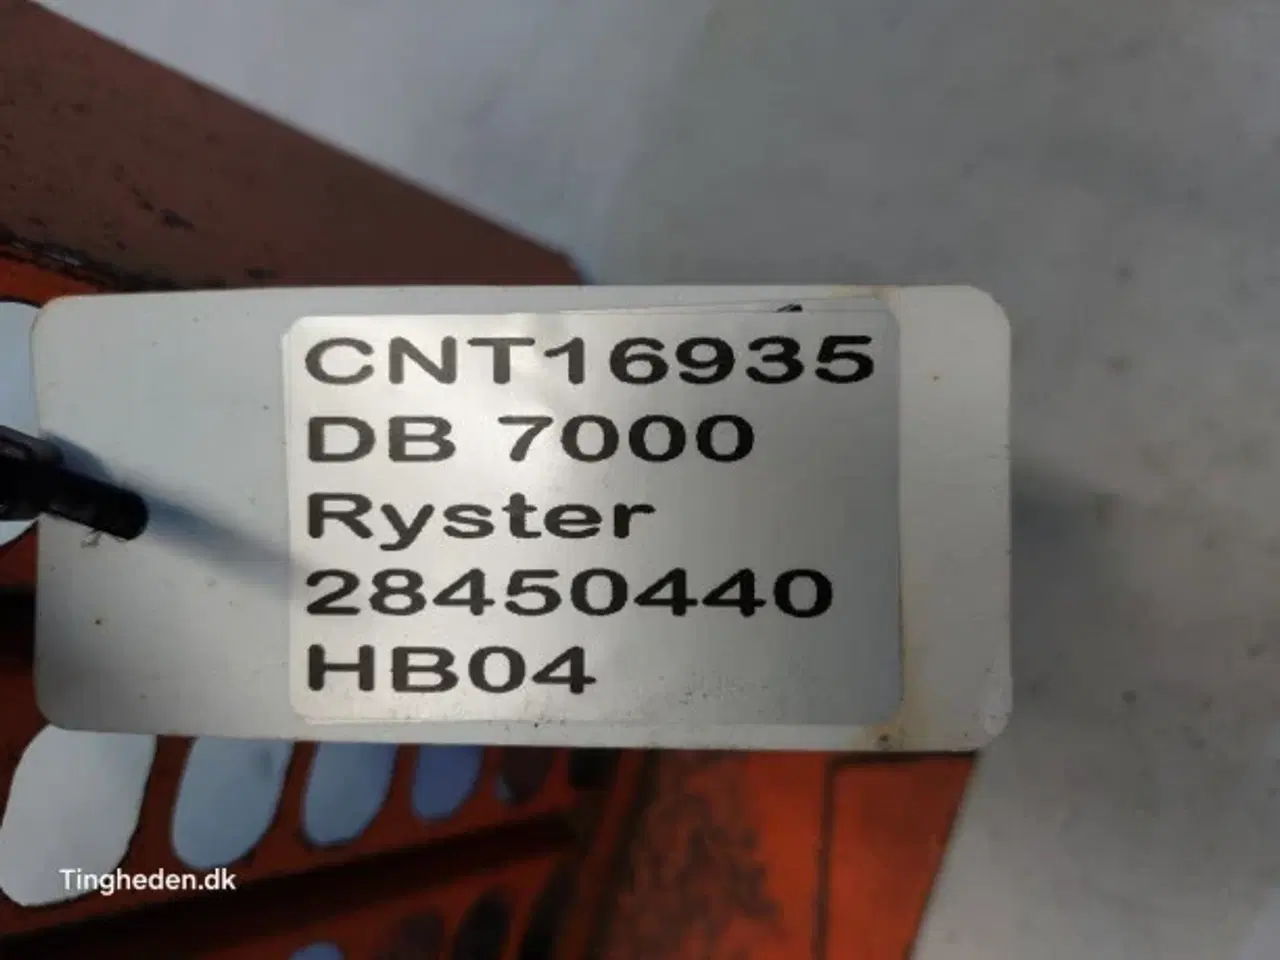 CNT16935
DB 7000
Ryster
28450440
HB04
Tingheden.dk